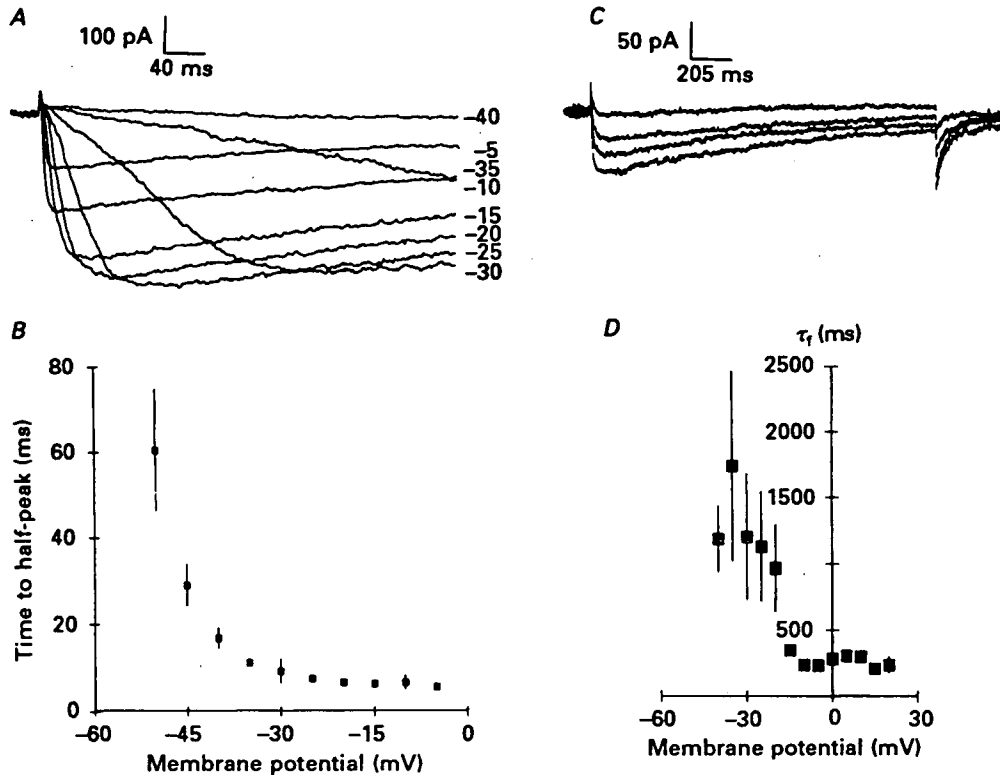 A
100 pA
40 ms
-40
-5
-35
-10
-15
-20
-25
-30
C
50 pA
205 ms
B
80
60
40
20
0
-60
-45
-30
-15
0
Time to half-peak (ms)
Membrane potential (mV)
D
τf (ms)
2500
2000
1500
500
-60
-30
0
30
Membrane potential (mV)